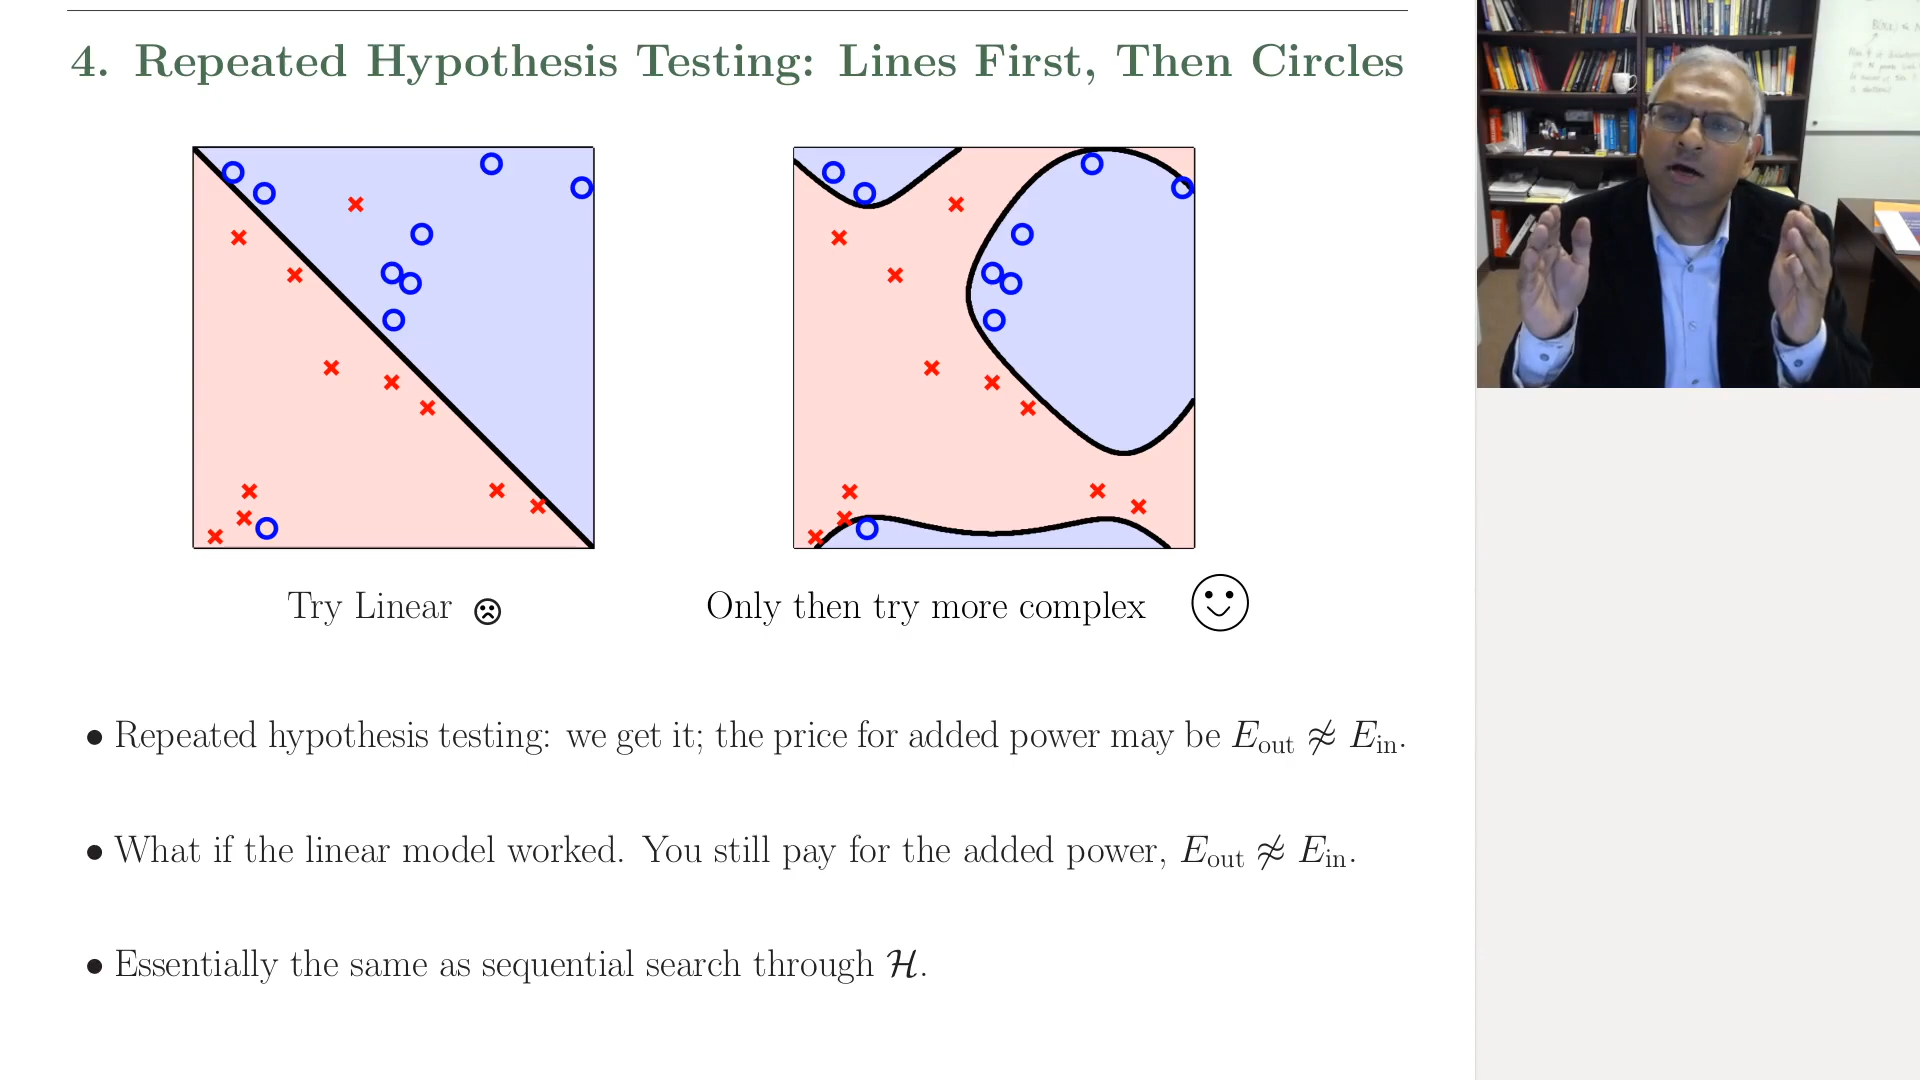 4. Repeated Hypothesis Testing: Lines First, Then Circles
Try Linear ☹
Only then try more complex ☺
• Repeated hypothesis testing: we get it; the price for added power may be E_out ≉ E_in.
• What if the linear model worked. You still pay for the added power, E_out ≉ E_in.
• Essentially the same as sequential search through ℋ.